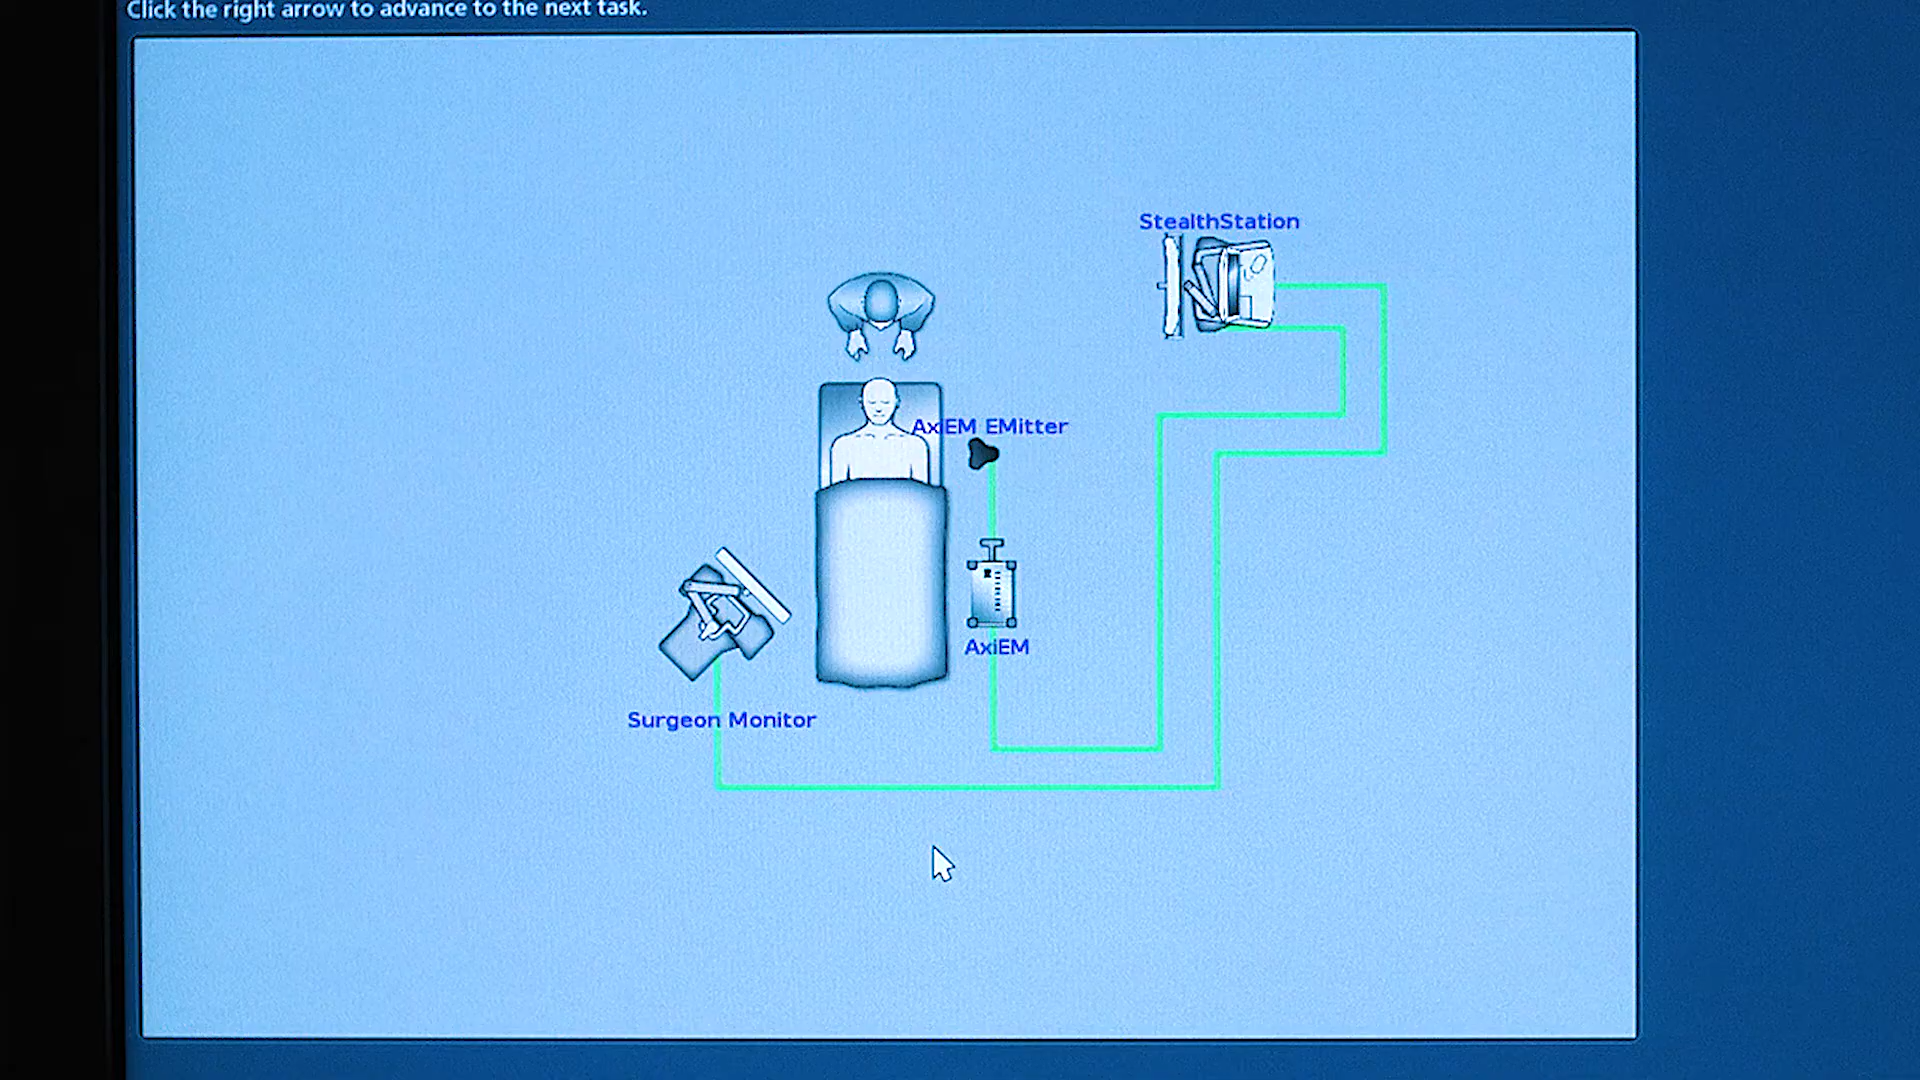 Click the right arrow to advance to the next task.
StealthStation
AxiEM EMitter
AxiEM
Surgeon Monitor